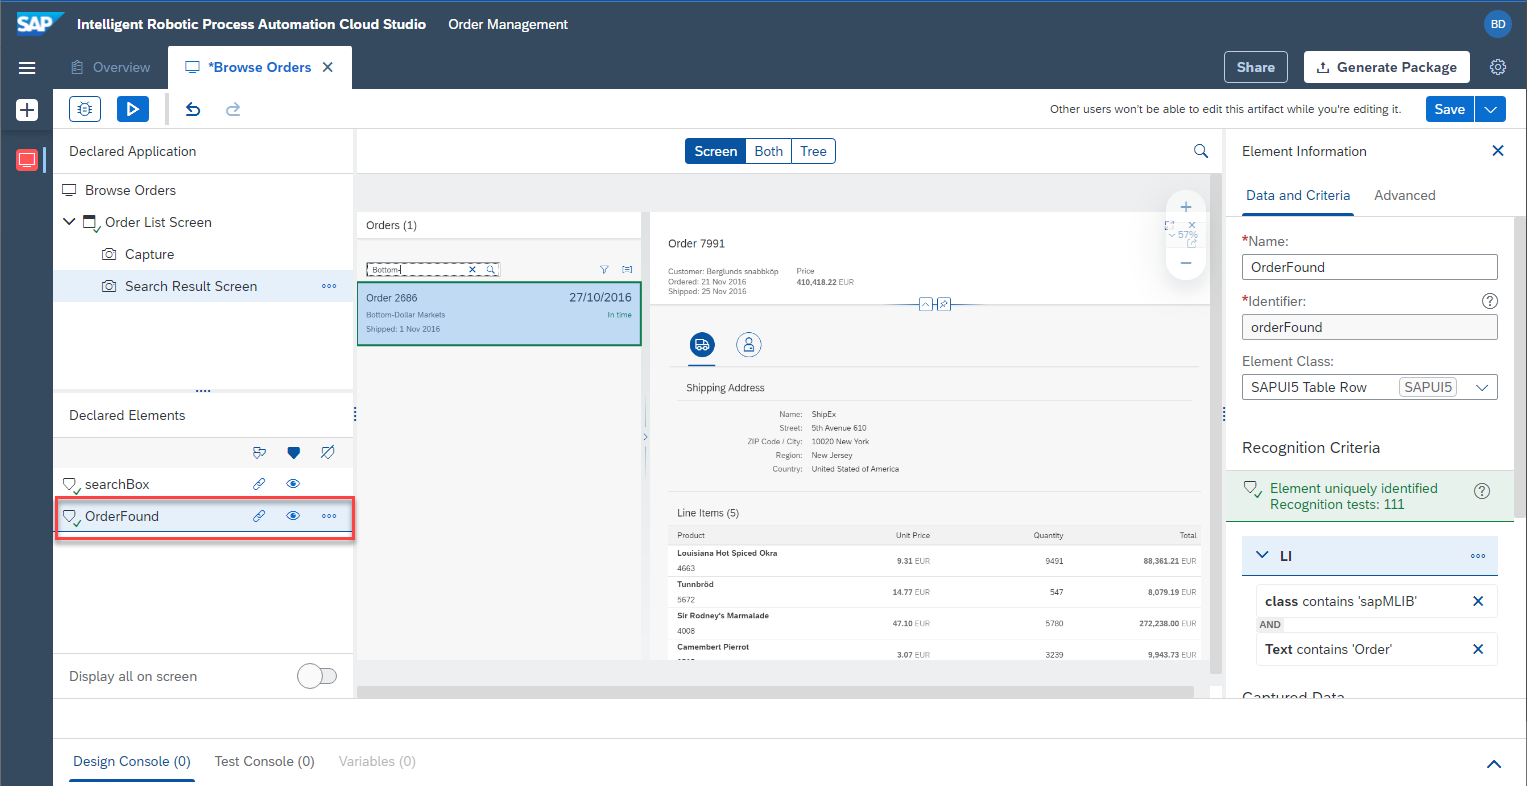 SAP Intelligent Robotic Process Automation Cloud Studio Order Management BD
Overview *Browse Orders Share Generate Package
Other users won't be able to edit this artifact while you're editing it. Save
Declared Application
Browse Orders
Order List Screen
Capture
Search Result Screen
Declared Elements
searchBox
OrderFound
Display all on screen
Screen Both Tree
57%
Orders (1)
Bottom-
Order 2686 27/10/2016
Bottom-Dollar Markets In time
Shipped: 1 Nov 2016
Order 7991
Customer: Berglunds snabbköp Price
Ordered: 21 Nov 2016 410,418.22 EUR
Shipped: 25 Nov 2016
Shipping Address
Name: ShipEx
Street: 5th Avenue 610
ZIP Code / City: 10020 New York
Region: New Jersey
Country: United Stated of America
Line Items (5)
Product Unit Price Quantity Total
Louisiana Hot Spiced Okra
4663 9.31 EUR 9491 88,361.21 EUR
Tunnbröd
5672 14.77 EUR 547 8,079.19 EUR
Sir Rodney's Marmalade
4008 47.10 EUR 5780 272,238.00 EUR
Camembert Pierrot
3.07 EUR 3239 9,943.73 EUR
Element Information
Data and Criteria Advanced
*Name:
OrderFound
*Identifier:
orderFound
Element Class:
SAPUI5 Table Row SAPUI5
Recognition Criteria
Element uniquely identified
Recognition tests: 111
LI
class contains 'sapMLIB'
AND
Text contains 'Order'
Captured Data
Design Console (0) Test Console (0) Variables (0)